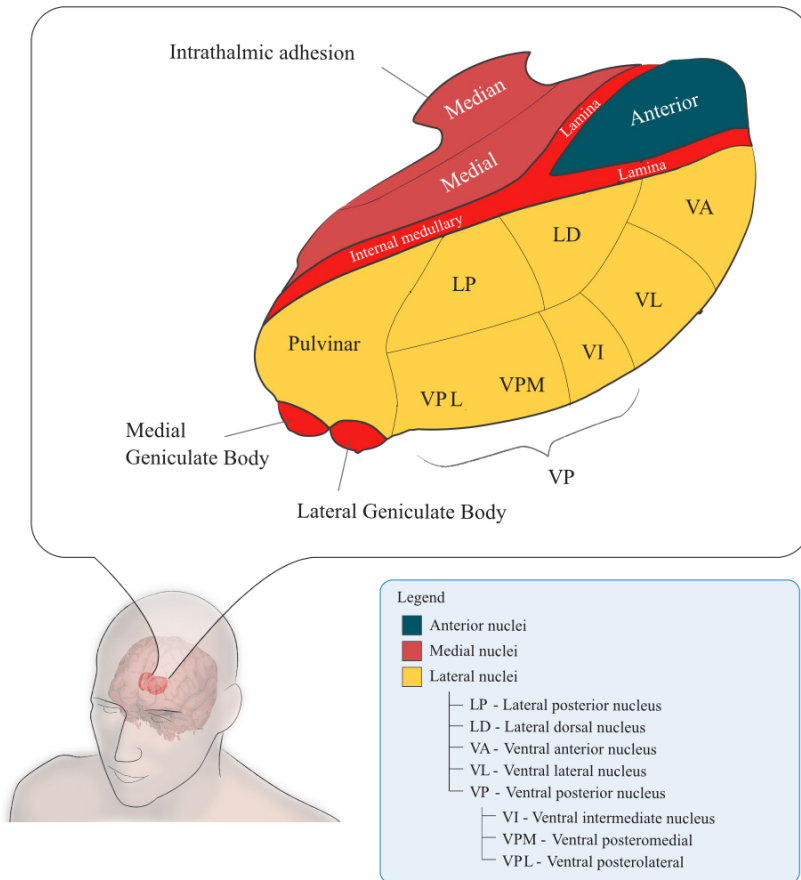 Intrathalmic adhesion
Median
Lamina
Anterior
Medial
Lamina
Internal medullary
VA
LD
LP
VL
Pulvinar
VI
VPM
VPL
Medial
Geniculate Body
VP
Lateral Geniculate Body
Legend
Anterior nuclei
Medial nuclei
Lateral nuclei
LP - Lateral posterior nucleus
LD - Lateral dorsal nucleus
VA - Ventral anterior nucleus
VL - Ventral lateral nucleus
VP - Ventral posterior nucleus
VI - Ventral intermediate nucleus
VPM - Ventral posteromedial
VPL - Ventral posterolateral